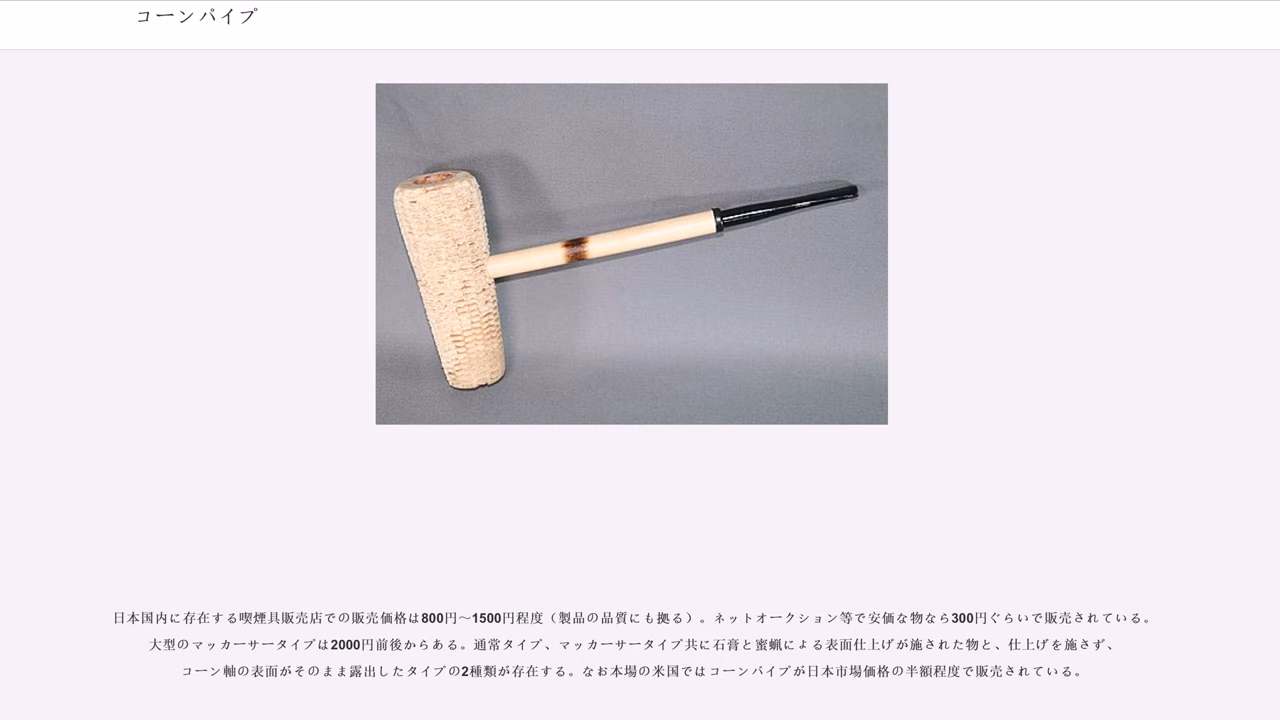 コーンパイプ
日本国内に存在する喫煙具販売店での販売価格は800円〜1500円程度（製品の品質にも拠る）。ネットオークション等で安価な物なら300円ぐらいで販売されている。
大型のマッカーサータイプは2000円前後からある。通常タイプ、マッカーサータイプ共に石膏と蜜蝋による表面仕上げが施された物と、仕上げを施さず、
コーン軸の表面がそのまま露出したタイプの2種類が存在する。なお本場の米国ではコーンパイプが日本市場価格の半額程度で販売されている。